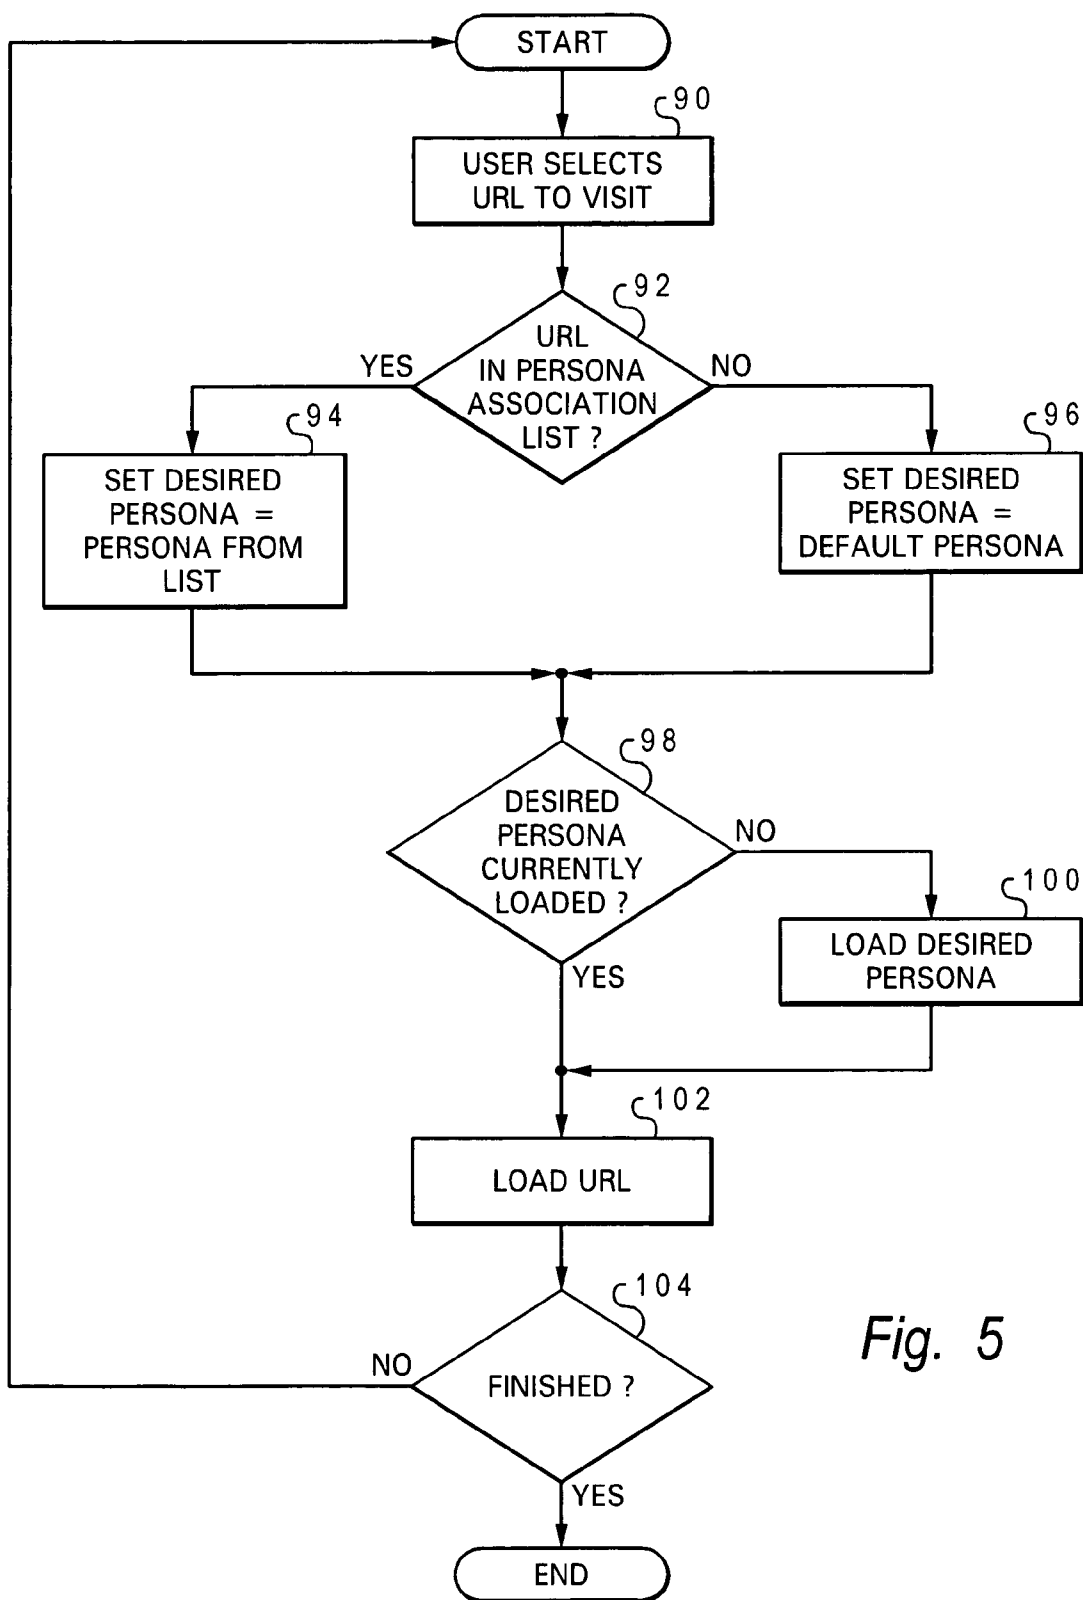 START
90
USER SELECTS
URL TO VISIT
92
URL
IN PERSONA
ASSOCIATION
LIST ?
YES
NO
94
SET DESIRED
PERSONA =
PERSONA FROM
LIST
96
SET DESIRED
PERSONA =
DEFAULT PERSONA
98
DESIRED
PERSONA
CURRENTLY
LOADED ?
NO
YES
100
LOAD DESIRED
PERSONA
102
LOAD URL
104
FINISHED ?
NO
YES
END
Fig. 5